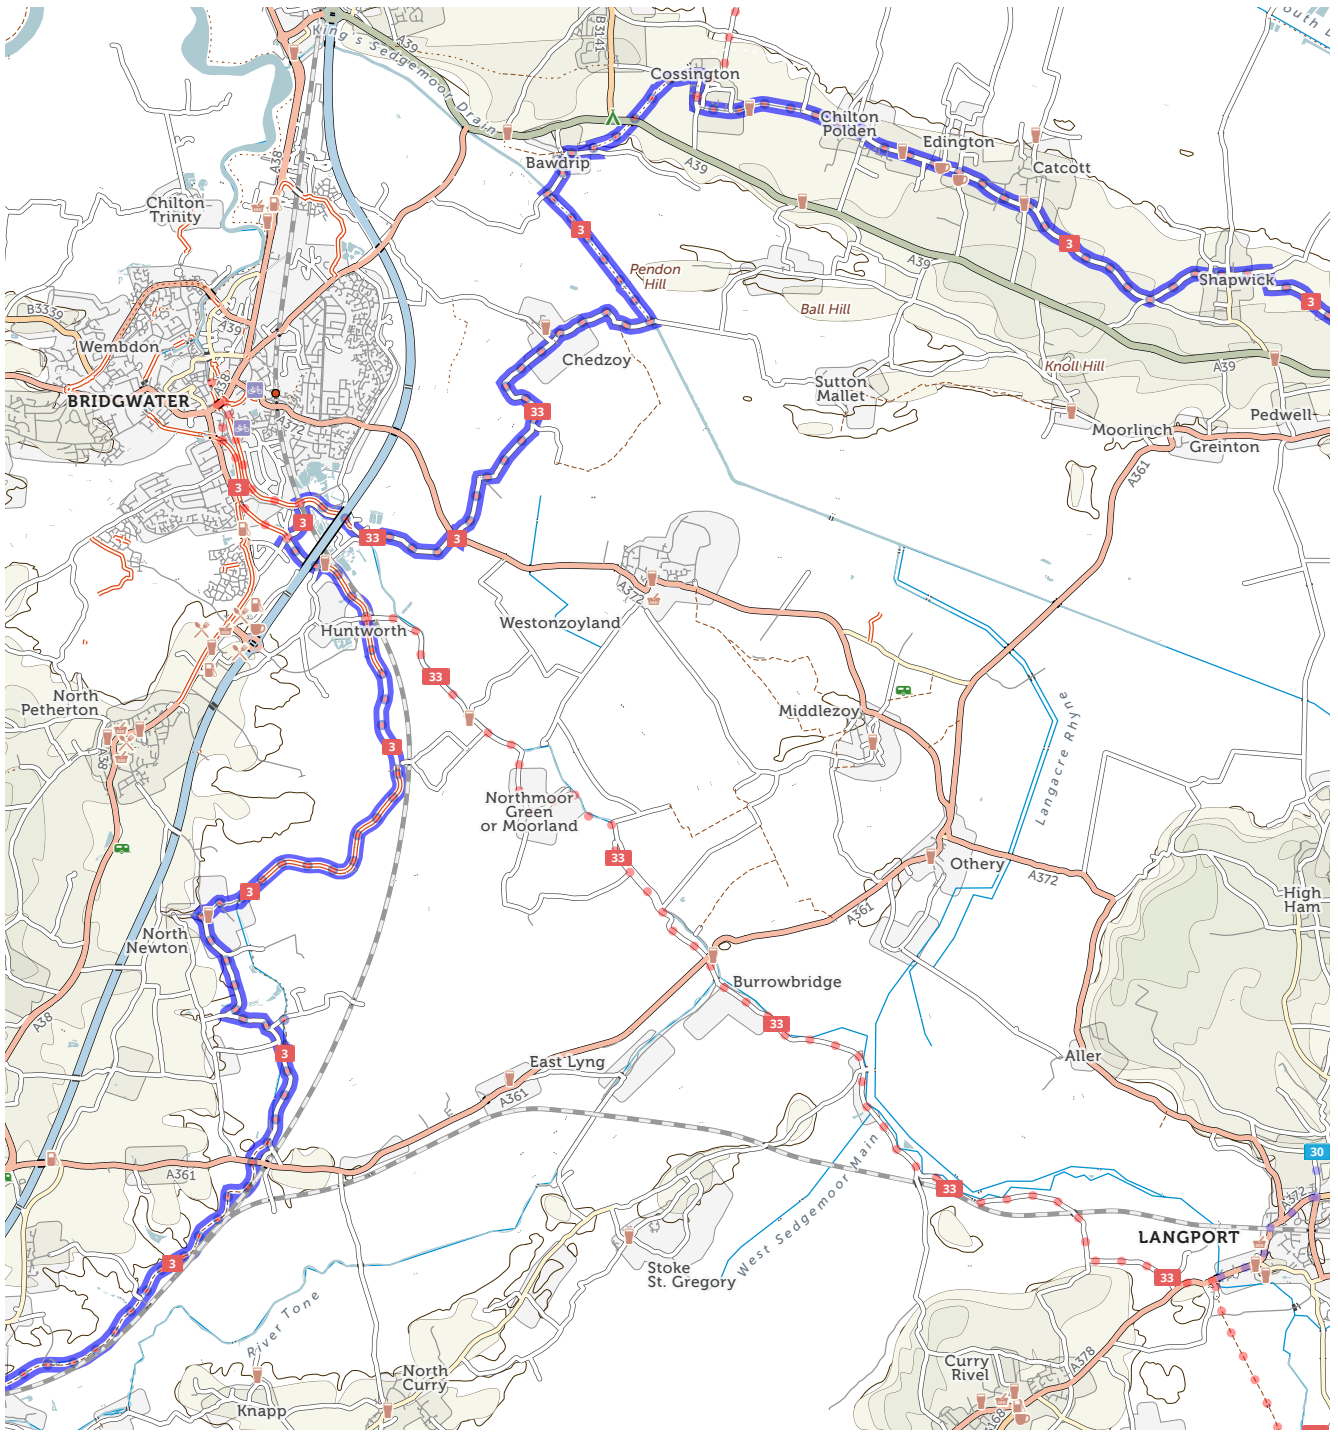 King's Sedgemoor Drain
A39
B3141
South
Cossington
A38
Chilton
Polden
Edington
Catcott
Bawdrip
A39
Chilton
Trinity
3
3
A39
Pendon
Hill
Shapwick
3
Ball Hill
B3339
A39
Wembdon
Chedzoy
Knoll Hill
A39
Sutton
Mallet
BRIDGWATER
33
A372
Pedwell
Moorlinch
Greinton
A361
3
3
33
3
A372
Westonzoyland
Huntworth
33
North
Petherton
Middlezoy
Langacre Rhyne
3
A38
Northmoor
Green
or Moorland
33
Othery
A372
3
High
Ham
A361
North
Newton
Burrowbridge
33
A38
3
East Lyng
Aller
A361
West Sedgemoor Main
30
A361
33
A372
LANGPORT
3
Stoke
St. Gregory
33
River Tone
A378
Curry
Rivel
North
Curry
Knapp